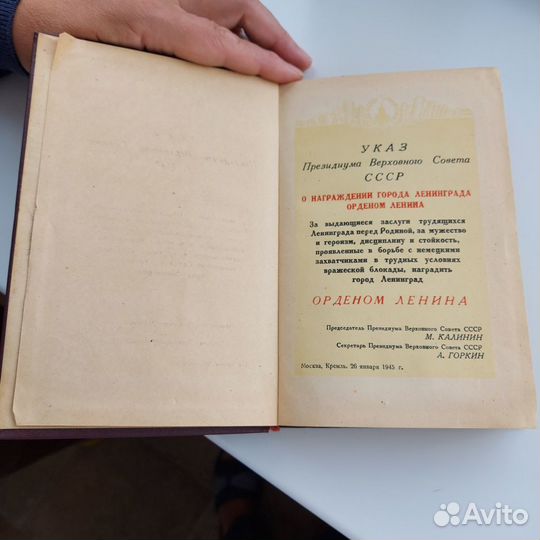 УКАЗ
Президиума Верховного Совета
СССР
О НАГРАЖДЕНИИ ГОРОДА ЛЕНИНГРАДА
ОРДЕНОМ ЛЕНИНА
За выдающиеся заслуги трудящихся
Ленинграда перед Родиной, за мужество
и героизм, дисциплину и стойкость,
проявленные в борьбе с немецкими
захватчиками в трудных условиях
вражеской блокады, наградить
город Ленинград
ОРДЕНОМ ЛЕНИНА
Председатель Президиума Верховного Совета СССР
М. КАЛИНИН
Секретарь Президиума Верховного Совета СССР
А. ГОРКИН
Москва, Кремль. 26 января 1945 г.
Avito